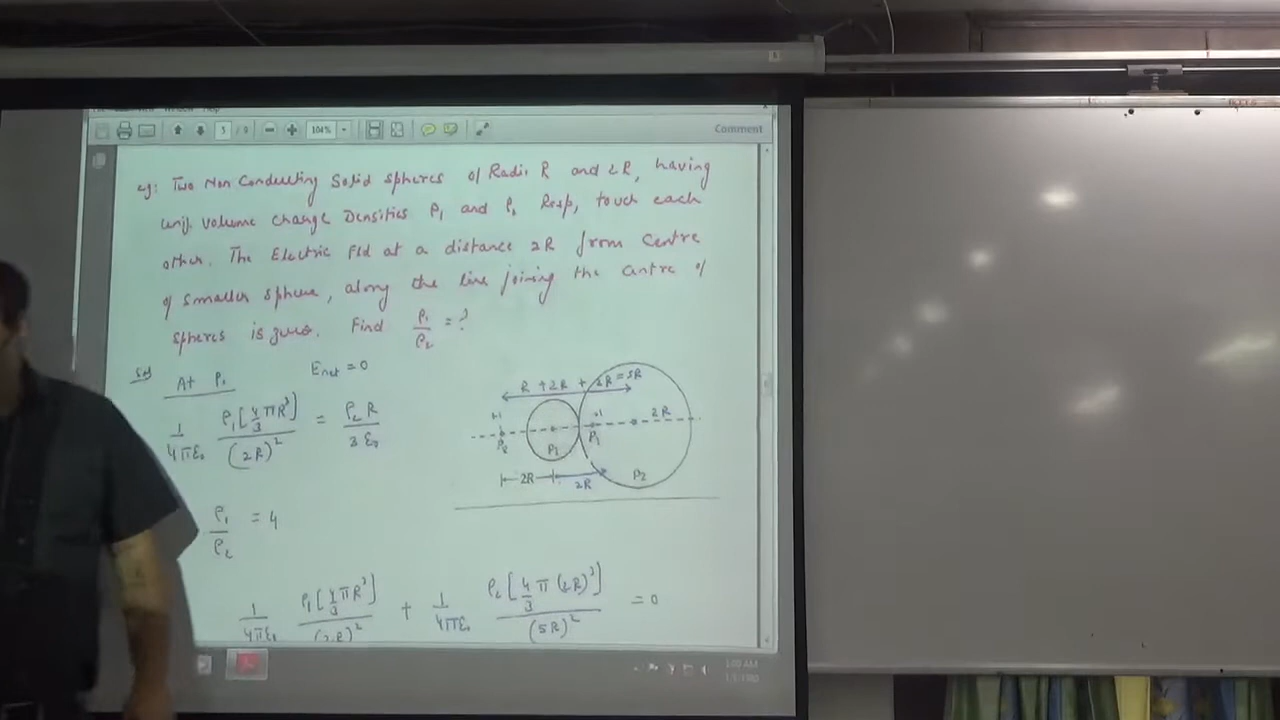 5 / 9
104%
Comment
eg: Two Non Conducting Solid spheres of Radii R and 2R, having
unif. volume charge Densities ρ₁ and ρ₂ Resp, touch each
other. The Electric Fld at a distance 2R from Centre
of smaller sphere, along the line joining the centre of
spheres is zero. Find ρ₁/ρ₂ = ?
Sol At P₁ Enet = 0
1/4πε₀ ρ₁[4/3 πR³]/(2R)² = ρ₂ R/3ε₀
ρ₁/ρ₂ = 4
R + 2R + 2R = 5R
2R
P₂ ρ₁ P₁
2R 2R ρ₂
1/4πε₀ ρ₁[4/3 πR³]/(2R)² + 1/4πε₀ ρ₂[4/3 π(2R)³]/(5R)² = 0